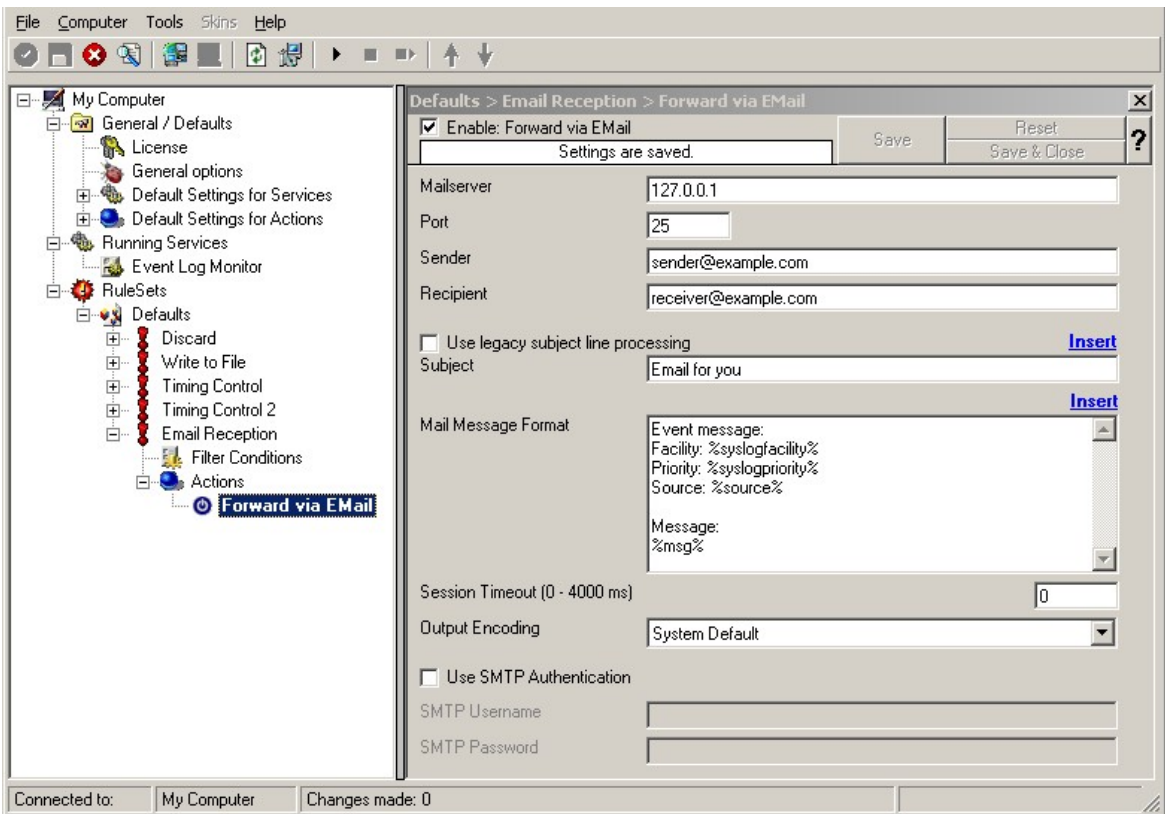 File Computer Tools Skins Help
My Computer
General / Defaults
License
General options
Default Settings for Services
Default Settings for Actions
Running Services
Event Log Monitor
RuleSets
Defaults
Discard
Write to File
Timing Control
Timing Control 2
Email Reception
Filter Conditions
Actions
Forward via EMail
Defaults > Email Reception > Forward via EMail
Enable: Forward via EMail
Settings are saved.
Save
Reset
Save & Close
?
Mailserver 127.0.0.1
Port 25
Sender sender@example.com
Recipient receiver@example.com
Use legacy subject line processing Insert
Subject Email for you
Insert
Mail Message Format
Event message:
Facility: %syslogfacility%
Priority: %syslogpriority%
Source: %source%
Message:
%msg%
Session Timeout (0 - 4000 ms) 0
Output Encoding System Default
Use SMTP Authentication
SMTP Username
SMTP Password
Connected to: My Computer Changes made: 0